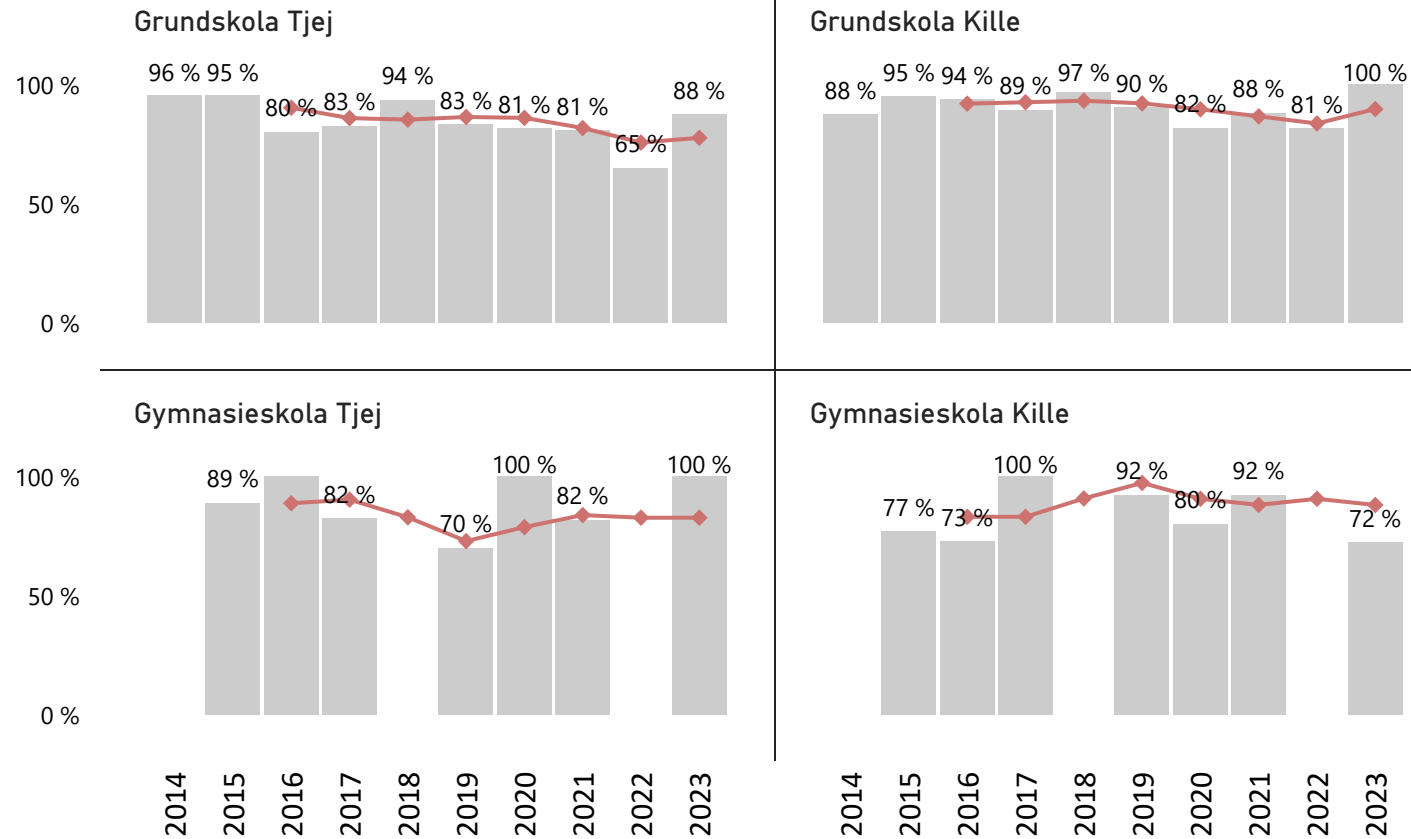 Grundskola Tjej
Grundskola Kille
100 %
50 %
0 %
96 % 95 % 80 % 83 % 94 % 83 % 81 % 81 % 65 % 88 %
88 % 95 % 94 % 89 % 97 % 90 % 82 % 88 % 81 % 100 %
Gymnasieskola Tjej
Gymnasieskola Kille
100 %
50 %
0 %
89 % 82 % 70 % 100 % 82 % 100 %
77 % 73 % 100 % 92 % 80 % 92 % 72 %
2014 2015 2016 2017 2018 2019 2020 2021 2022 2023
2014 2015 2016 2017 2018 2019 2020 2021 2022 2023